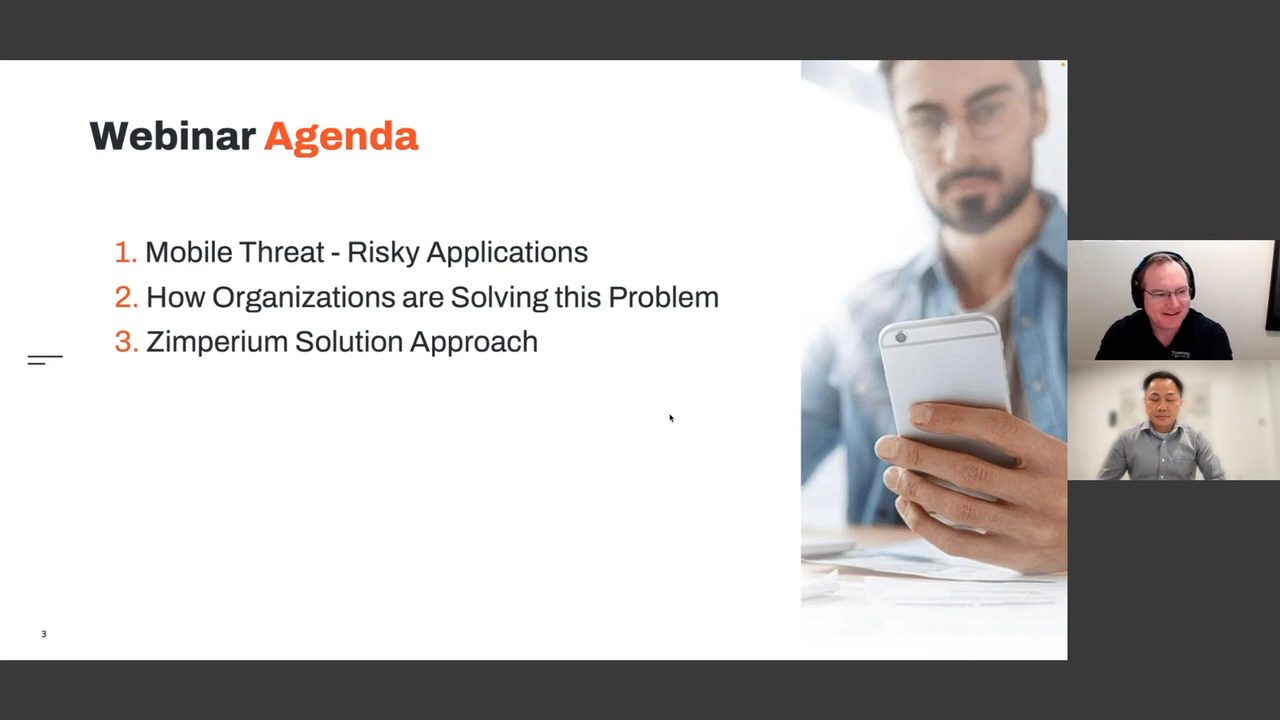 Webinar Agenda
1. Mobile Threat - Risky Applications
2. How Organizations are Solving this Problem
3. Zimperium Solution Approach
3